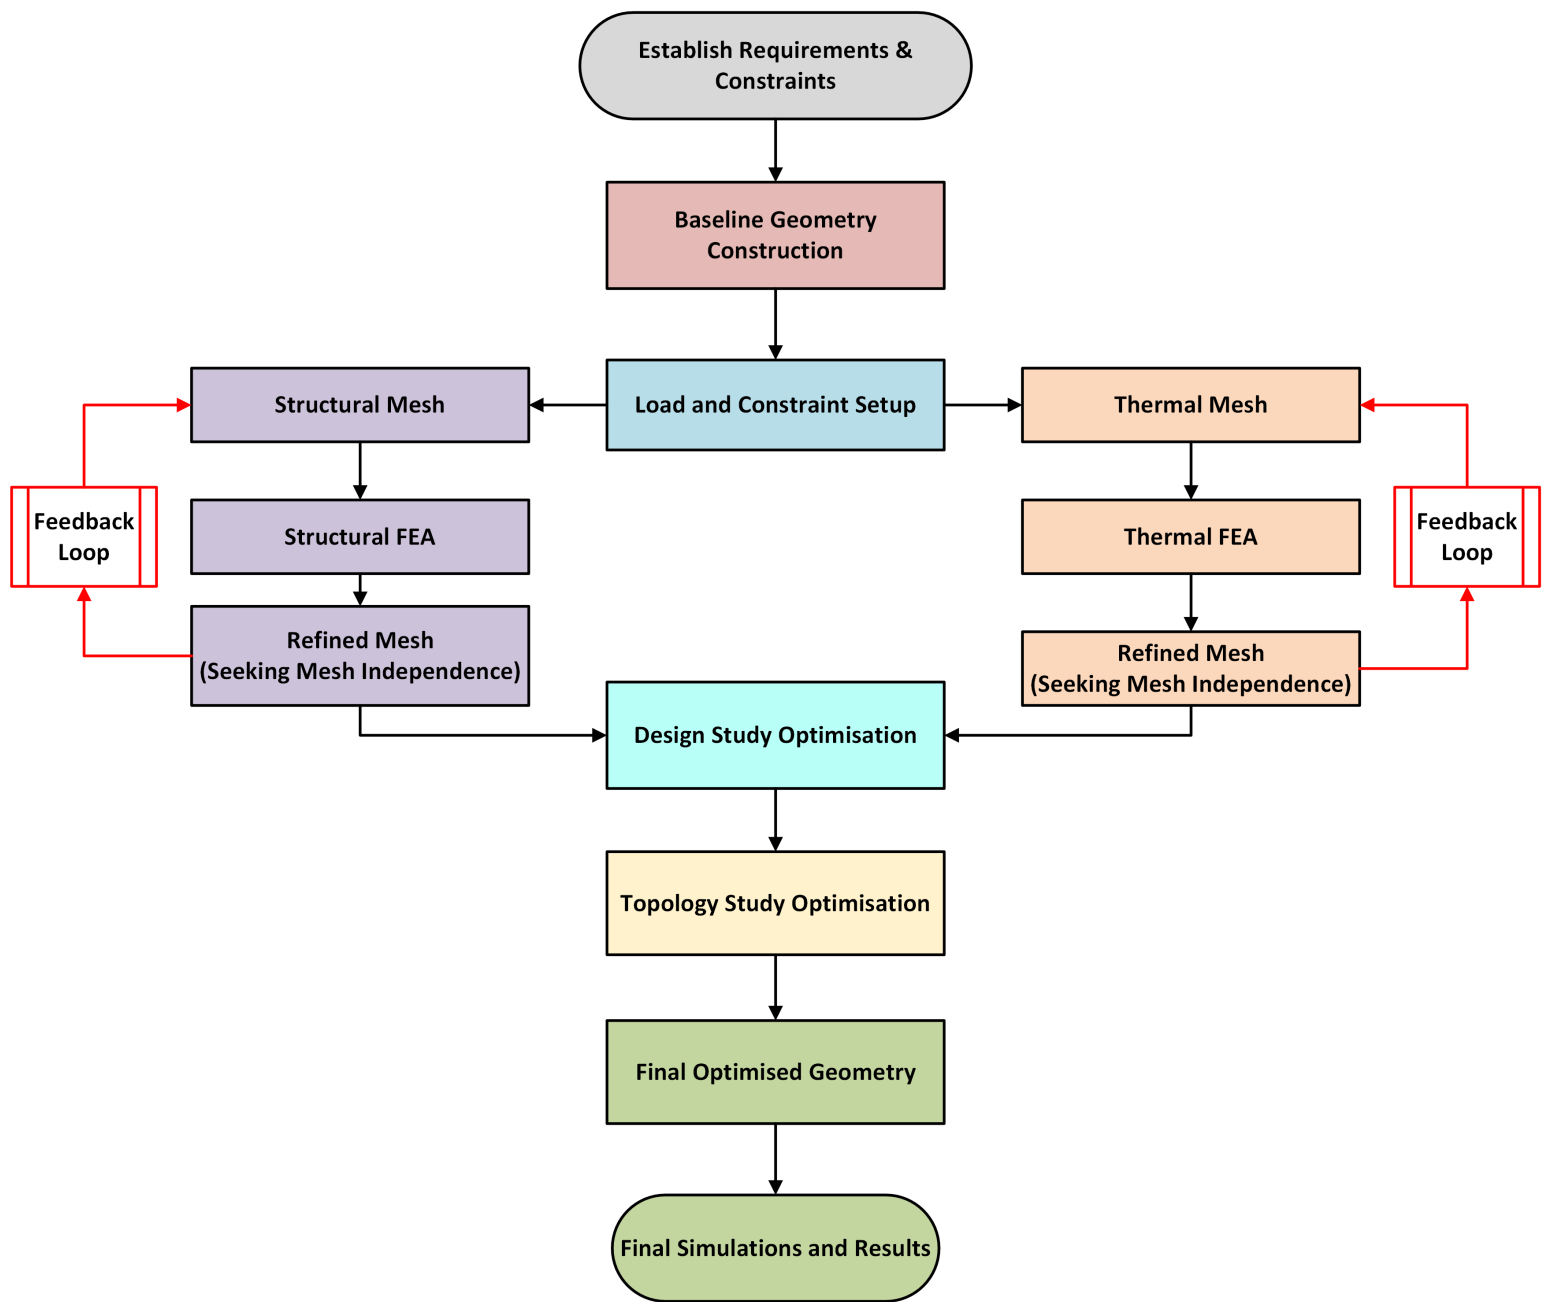 Establish Requirements &
Constraints
Baseline Geometry
Construction
Structural Mesh
Load and Constraint Setup
Thermal Mesh
Feedback
Loop
Structural FEA
Thermal FEA
Feedback
Loop
Refined Mesh
(Seeking Mesh Independence)
Refined Mesh
(Seeking Mesh Independence)
Design Study Optimisation
Topology Study Optimisation
Final Optimised Geometry
Final Simulations and Results